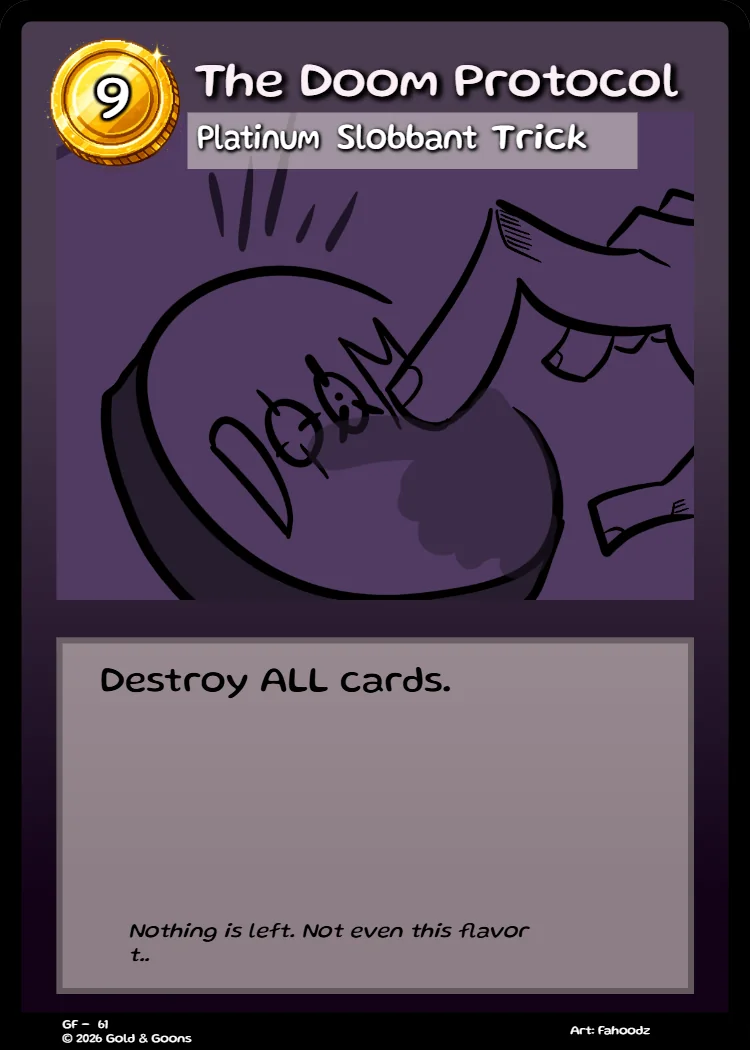 9
The Doom Protocol
Platinum Slobbant Trick
DOOM
Destroy ALL cards.
Nothing is left. Not even this flavor
t..
GF - 61
© 2026 Gold & Goons
Art: Fahoodz